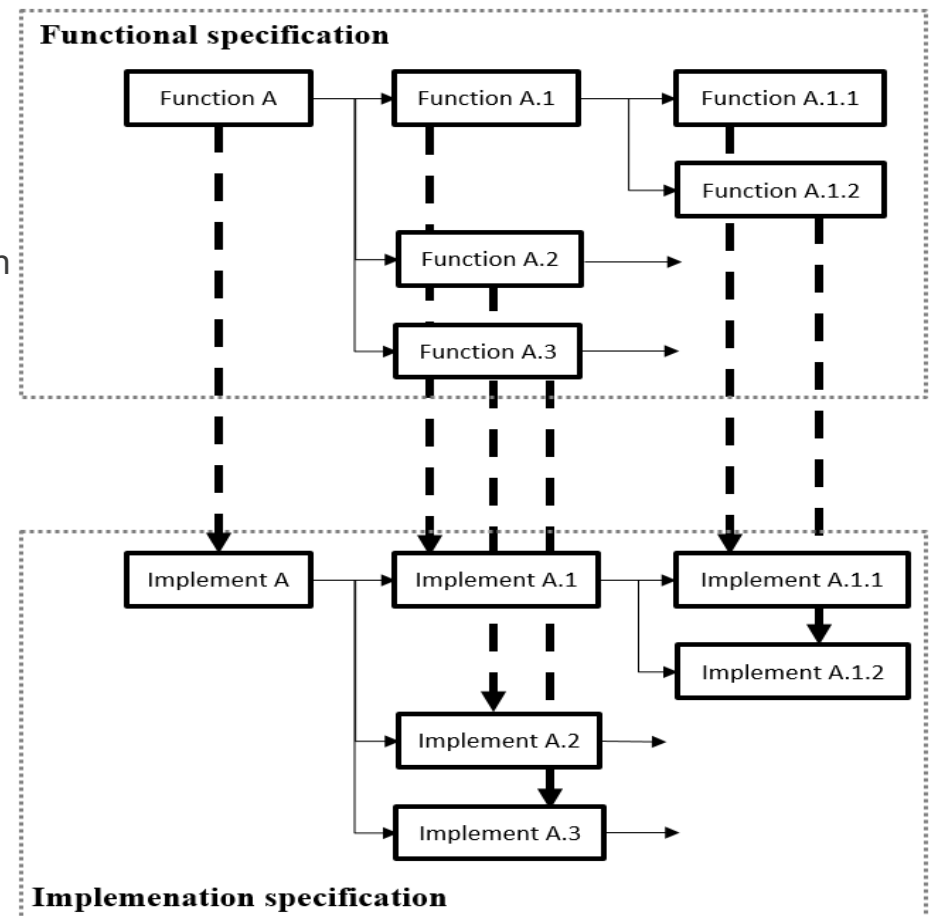 Functional specification
Function A
Function A.1
Function A.1.1
Function A.1.2
n
Function A.2
Function A.3
Implement A
Implement A.1
Implement A.1.1
Implement A.1.2
Implement A.2
Implement A.3
Implemenation specification